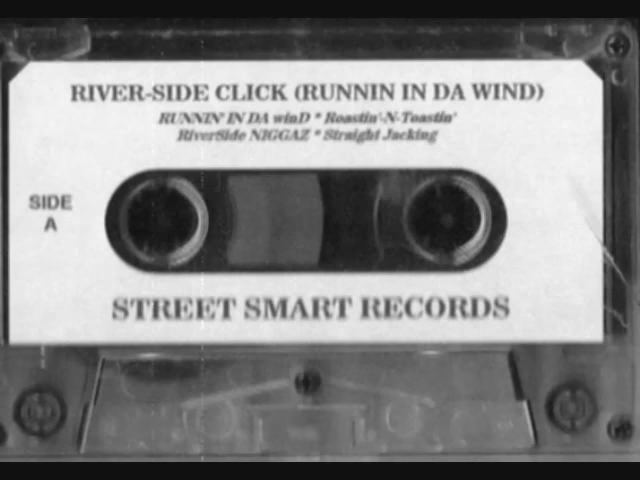 RIVER-SIDE CLICK (RUNNIN IN DA WIND)
RUNNIN' IN DA winD * Roastin'-N-Toastin'
RiverSide NIGGAZ * Straight Jacking
SIDE
A
STREET SMART RECORDS